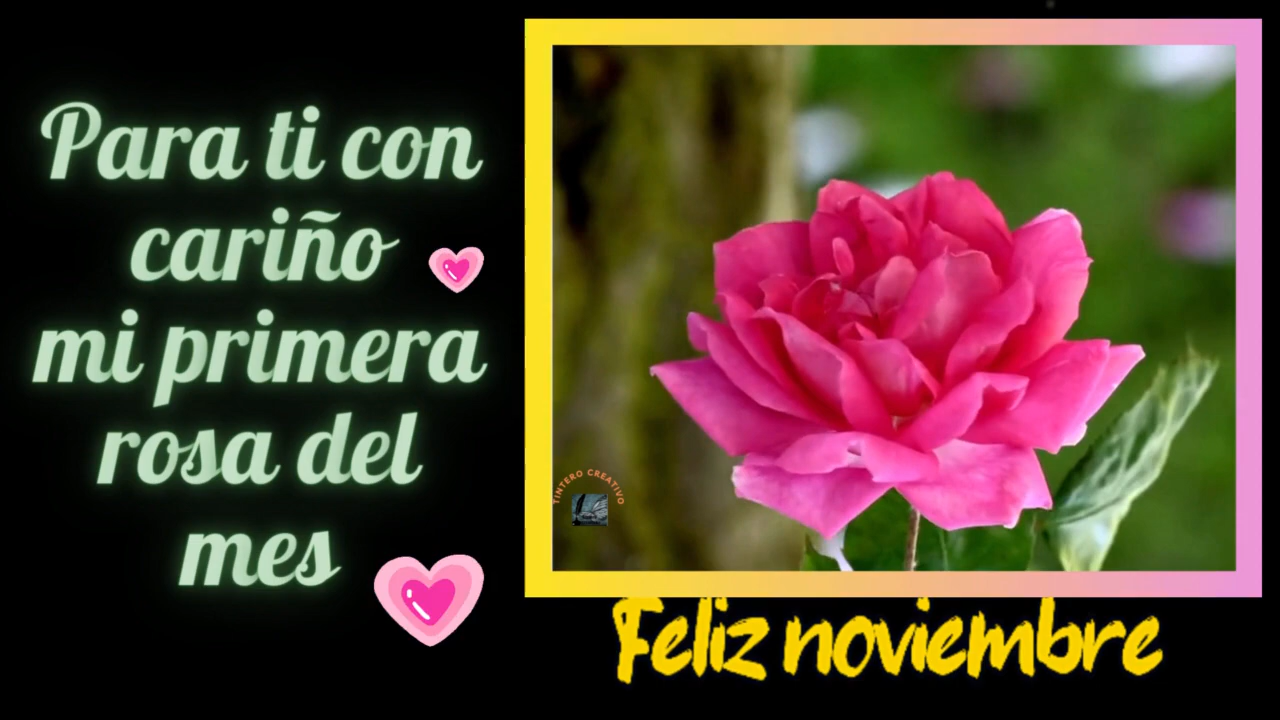 Para ti con
cariño
mi primera
rosa del
mes
TINTERO CREATIVO
Feliz noviembre